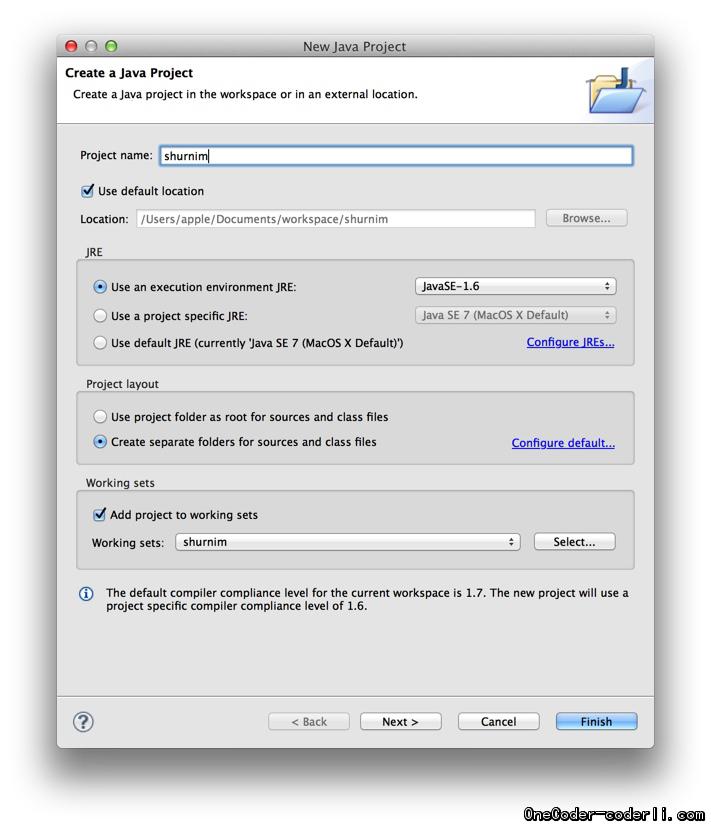 New Java Project
Create a Java Project
Create a Java project in the workspace or in an external location.
Project name: shurnim
Use default location
Location: /Users/apple/Documents/workspace/shurnim Browse...
JRE
Use an execution environment JRE: JavaSE-1.6
Use a project specific JRE: Java SE 7 (MacOS X Default)
Use default JRE (currently 'Java SE 7 (MacOS X Default)') Configure JREs...
Project layout
Use project folder as root for sources and class files
Create separate folders for sources and class files Configure default...
Working sets
Add project to working sets
Working sets: shurnim Select...
The default compiler compliance level for the current workspace is 1.7. The new project will use a
project specific compiler compliance level of 1.6.
? < Back Next > Cancel Finish
OneCoder-coderli.com